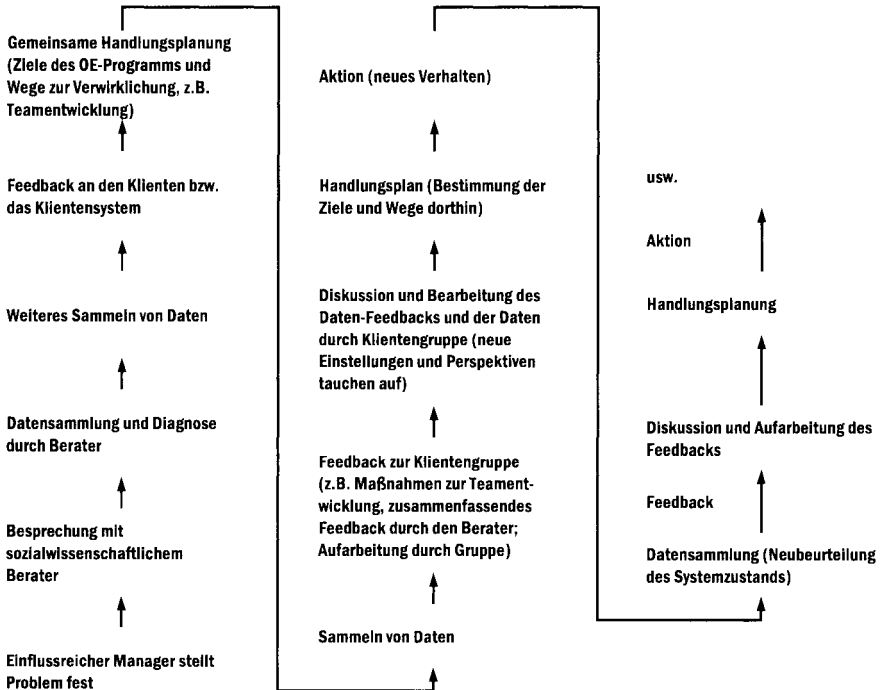 Gemeinsame Handlungsplanung
(Ziele des OE-Programms und
Wege zur Verwirklichung, z.B.
Teamentwicklung)
Feedback an den Klienten bzw.
das Klientensystem
Weiteres Sammeln von Daten
Datensammlung und Diagnose
durch Berater
Besprechung mit
sozialwissenschaftlichem
Berater
Einflussreicher Manager stellt
Problem fest
Aktion (neues Verhalten)
Handlungsplan (Bestimmung der
Ziele und Wege dorthin)
Diskussion und Bearbeitung des
Daten-Feedbacks und der Daten
durch Klientengruppe (neue
Einstellungen und Perspektiven
tauchen auf)
Feedback zur Klientengruppe
(z.B. Maßnahmen zur Teament-
wicklung, zusammenfassendes
Feedback durch den Berater;
Aufarbeitung durch Gruppe)
Sammeln von Daten
usw.
Aktion
Handlungsplanung
Diskussion und Aufarbeitung des
Feedbacks
Feedback
Datensammlung (Neubeurteilung
des Systemzustands)